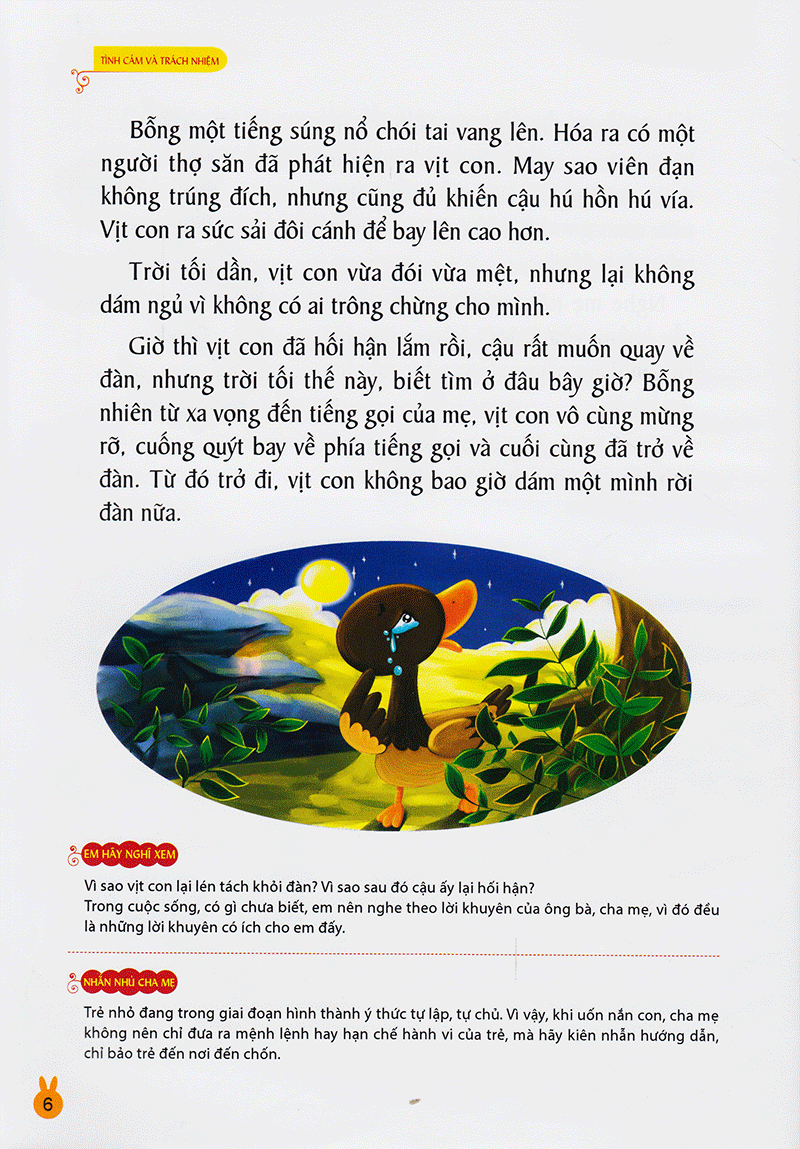 TÌNH CẢM VÀ TRÁCH NHIỆM
Bỗng một tiếng súng nổ chói tai vang lên. Hóa ra có một
người thợ săn đã phát hiện ra vịt con. May sao viên đạn
không trúng đích, nhưng cũng đủ khiến cậu hú hồn hú vía.
Vịt con ra sức sải đôi cánh để bay lên cao hơn.
Trời tối dần, vịt con vừa đói vừa mệt, nhưng lại không
dám ngủ vì không có ai trông chừng cho mình.
Giờ thì vịt con đã hối hận lắm rồi, cậu rất muốn quay về
đàn, nhưng trời tối thế này, biết tìm ở đâu bây giờ? Bỗng
nhiên từ xa vọng đến tiếng gọi của mẹ, vịt con vô cùng mừng
rỡ, cuống quýt bay về phía tiếng gọi và cuối cùng đã trở về
đàn. Từ đó trở đi, vịt con không bao giờ dám một mình rời
đàn nữa.
EM HÃY NGHĨ XEM
Vì sao vịt con lại lén tách khỏi đàn? Vì sao sau đó cậu ấy lại hối hận?
Trong cuộc sống, có gì chưa biết, em nên nghe theo lời khuyên của ông bà, cha mẹ, vì đó đều
là những lời khuyên có ích cho em đấy.
NHẮN NHỦ CHA MẸ
Trẻ nhỏ đang trong giai đoạn hình thành ý thức tự lập, tự chủ. Vì vậy, khi uốn nắn con, cha mẹ
không nên chỉ đưa ra mệnh lệnh hay hạn chế hành vi của trẻ, mà hãy kiên nhẫn hướng dẫn,
chỉ bảo trẻ đến nơi đến chốn.
6